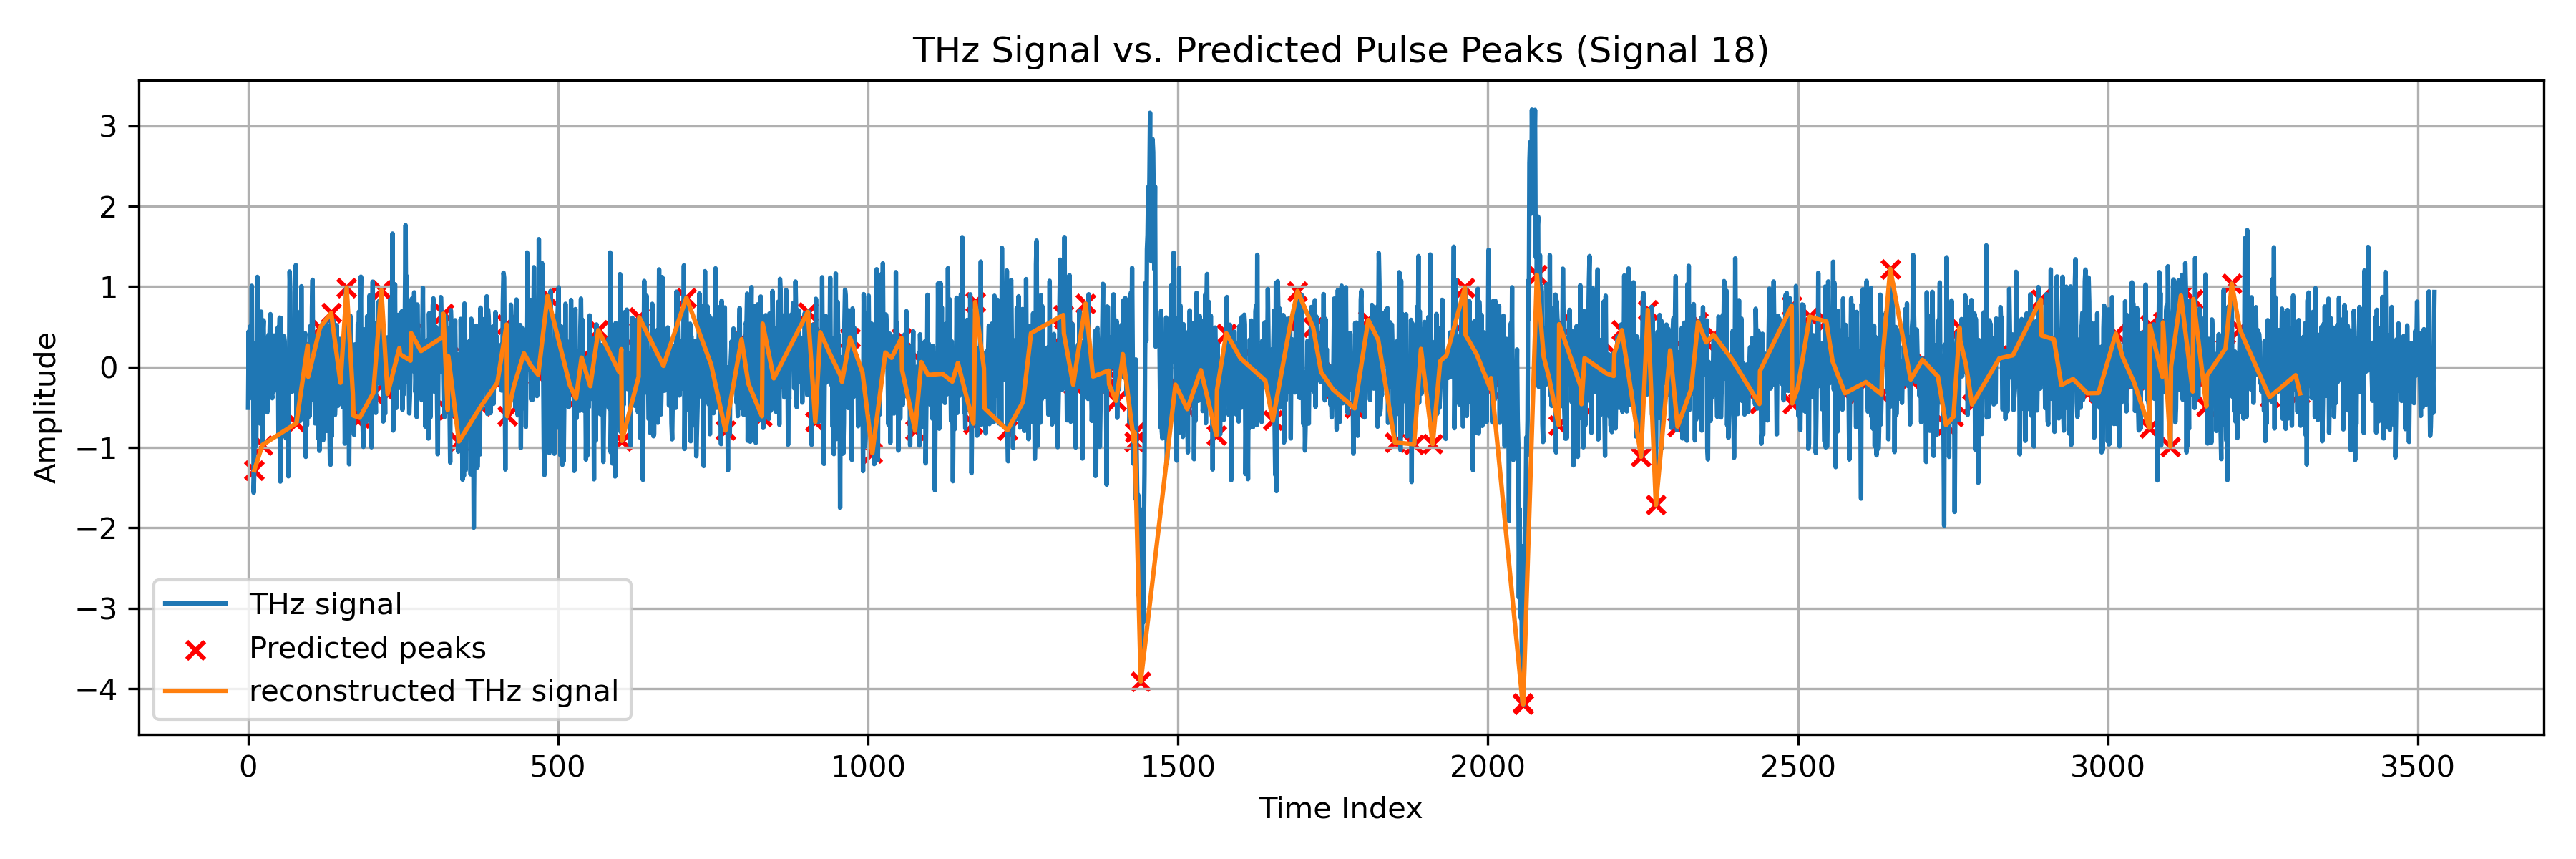 THz Signal vs. Predicted Pulse Peaks (Signal 18)
3
2
1
0
−1
−2
−3
−4
Amplitude
THz signal
Predicted peaks
reconstructed THz signal
0 500 1000 1500 2000 2500 3000 3500
Time Index